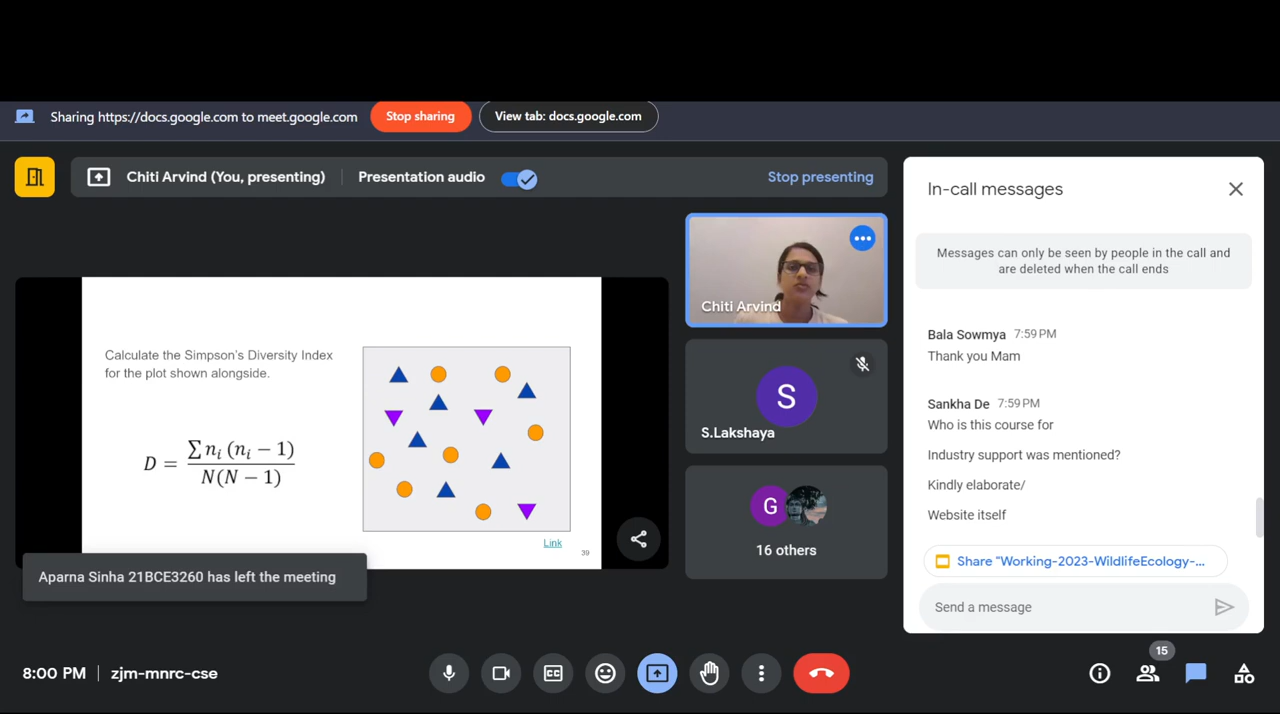 Sharing https://docs.google.com to meet.google.com
Stop sharing
View tab: docs.google.com
Chiti Arvind (You, presenting)
Presentation audio
Stop presenting
Calculate the Simpson's Diversity Index
for the plot shown alongside.
D = ∑ n_i (n_i − 1) / N(N − 1)
Link
39
Aparna Sinha 21BCE3260 has left the meeting
Chiti Arvind
S
S.Lakshaya
G
16 others
In-call messages
Messages can only be seen by people in the call and
are deleted when the call ends
Bala Sowmya 7:59 PM
Thank you Mam
Sankha De 7:59 PM
Who is this course for
Industry support was mentioned?
Kindly elaborate/
Website itself
Share "Working-2023-WildlifeEcology-...
Send a message
8:00 PM | zjm-mnrc-cse
15